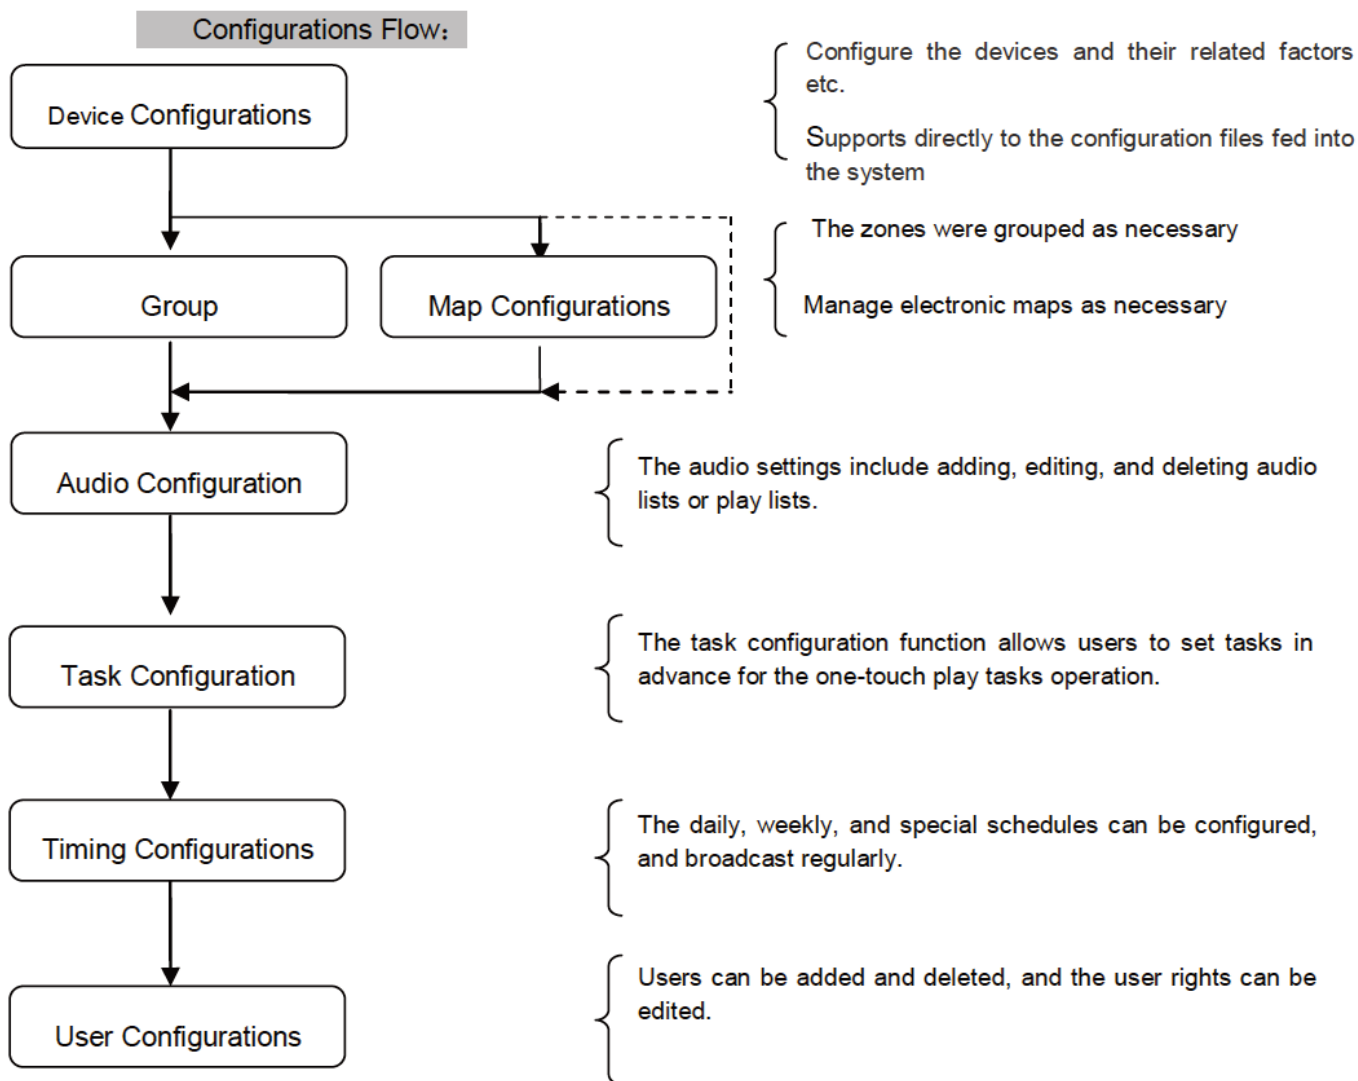 Configurations Flow：
Device Configurations
Configure the devices and their related factors
etc.
Supports directly to the configuration files fed into
the system
The zones were grouped as necessary
Group
Map Configurations
Manage electronic maps as necessary
Audio Configuration
The audio settings include adding, editing, and deleting audio
lists or play lists.
Task Configuration
The task configuration function allows users to set tasks in
advance for the one-touch play tasks operation.
Timing Configurations
The daily, weekly, and special schedules can be configured,
and broadcast regularly.
User Configurations
Users can be added and deleted, and the user rights can be
edited.